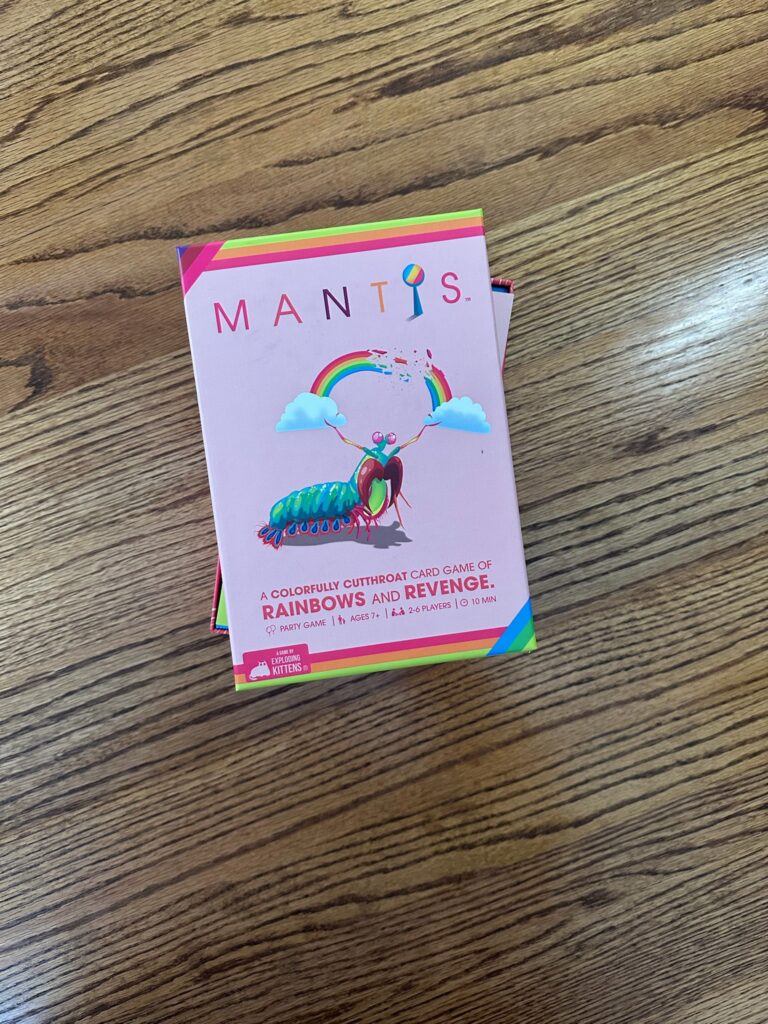 MANTIS™
A COLORFULLY CUTTHROAT CARD GAME OF
RAINBOWS AND REVENGE.
PARTY GAME | AGES 7+ | 2-6 PLAYERS | 10 MIN
A GAME BY
EXPLODING
KITTENS®